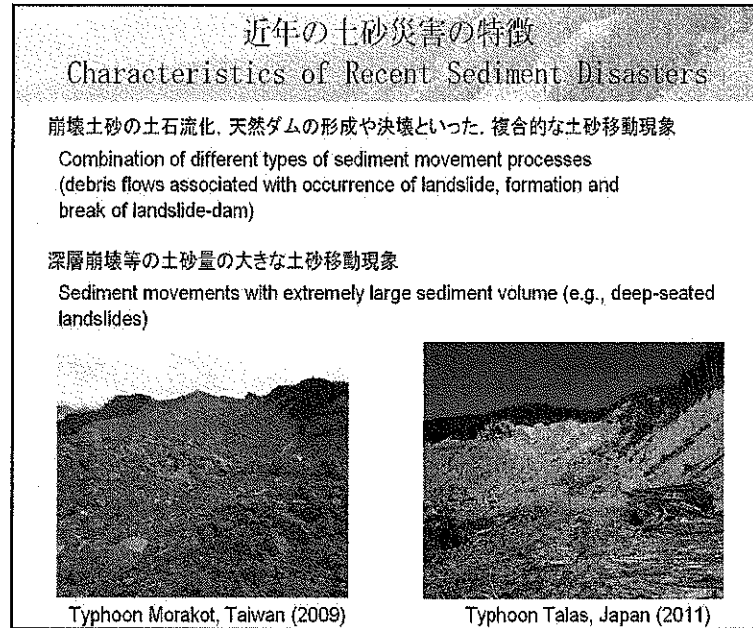 近年の土砂災害の特徴
Characteristics of Recent Sediment Disasters
崩壊土砂の土石流化，天然ダムの形成や決壊といった，複合的な土砂移動現象
Combination of different types of sediment movement processes
(debris flows associated with occurrence of landslide, formation and
break of landslide-dam)
深層崩壊等の土砂量の大きな土砂移動現象
Sediment movements with extremely large sediment volume (e.g., deep-seated
landslides)
Typhoon Morakot, Taiwan (2009)
Typhoon Talas, Japan (2011)